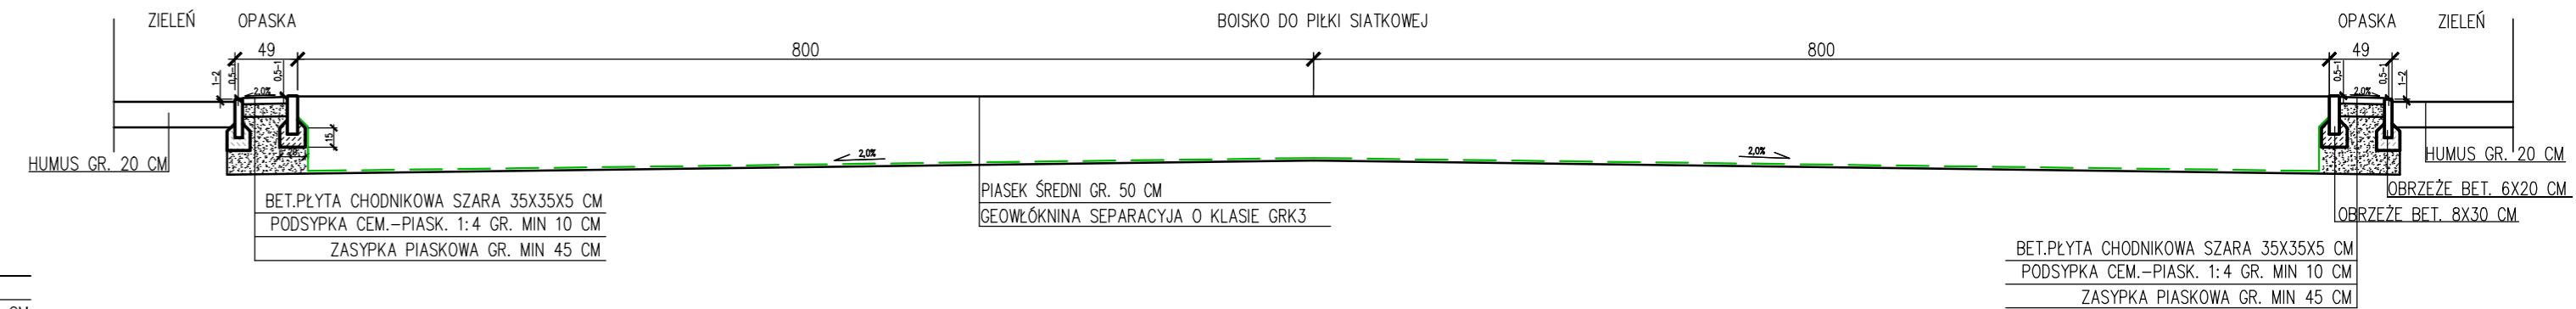 ZIELEŃ OPASKA BOISKO DO PIŁKI SIATKOWEJ OPASKA ZIELEŃ
49 800 800 49
1-2 0,5-1 0,5-1 0,5-1 0,5-1 1-2
2,0% 2,0%
15
2,0% 2,0%
HUMUS GR. 20 CM
HUMUS GR. 20 CM
BET.PŁYTA CHODNIKOWA SZARA 35X35X5 CM
PODSYPKA CEM.-PIASK. 1:4 GR. MIN 10 CM
ZASYPKA PIASKOWA GR. MIN 45 CM
PIASEK ŚREDNI GR. 50 CM
GEOWŁÓKNINA SEPARACYJA O KLASIE GRK3
OBRZEŻE BET. 6X20 CM
OBRZEŻE BET. 8X30 CM
BET.PŁYTA CHODNIKOWA SZARA 35X35X5 CM
PODSYPKA CEM.-PIASK. 1:4 GR. MIN 10 CM
ZASYPKA PIASKOWA GR. MIN 45 CM
CM